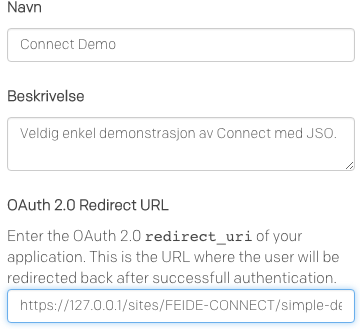 Navn
Connect Demo
Beskrivelse
Veldig enkel demonstrasjon av Connect med JSO.
OAuth 2.0 Redirect URL
Enter the OAuth 2.0 redirect_uri of your
application. This is the URL where the user will be
redirected back after successfull authentication.
https://127.0.0.1/sites/FEIDE-CONNECT/simple-de